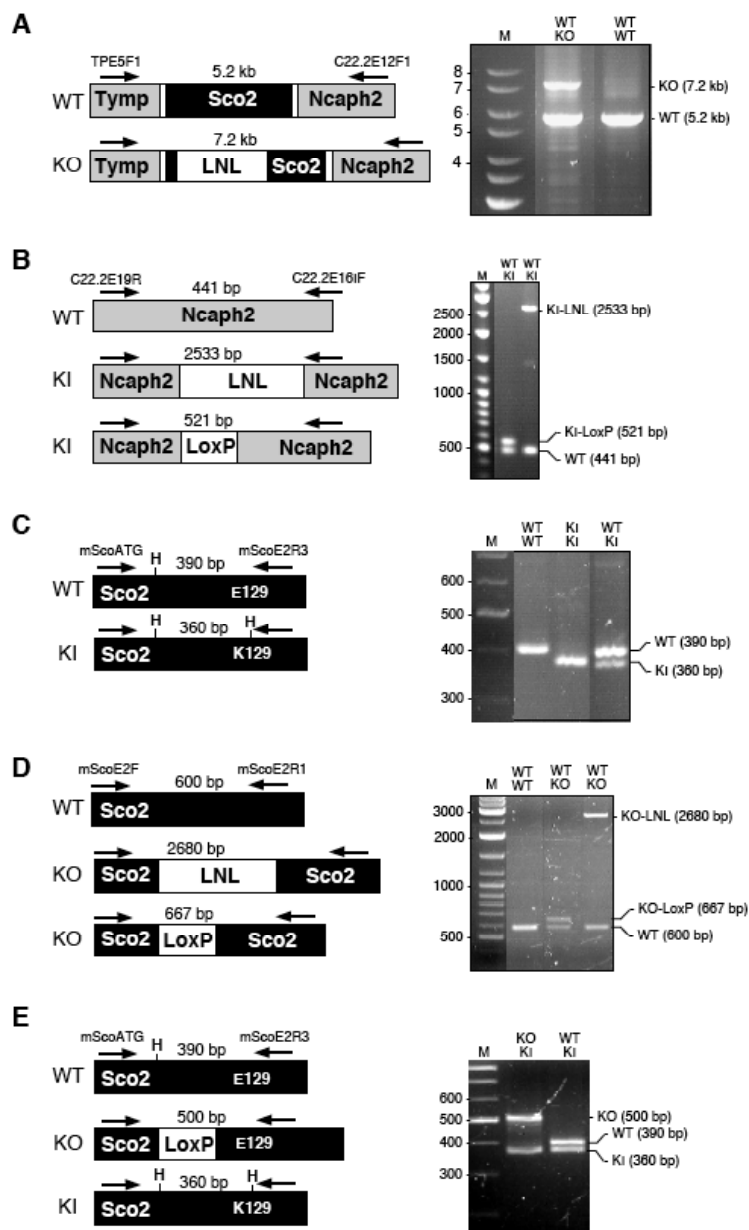 A
TPE5F1 5.2 kb C22.2E12F1
WT Tymp Sco2 Ncaph2
7.2 kb
KO Tymp LNL Sco2 Ncaph2
M WT KO WT WT
8
7
6
5
4
KO (7.2 kb)
WT (5.2 kb)
B
C22.2E19R 441 bp C22.2E16iF
WT Ncaph2
2533 bp
KI Ncaph2 LNL Ncaph2
521 bp
KI Ncaph2 LoxP Ncaph2
M WT KI WT KI
2500
2000
1500
1000
500
KI-LNL (2533 bp)
KI-LoxP (521 bp)
WT (441 bp)
C
mScoATG H 390 bp mScoE2R3
WT Sco2 E129
H 360 bp H
KI Sco2 K129
M WT WT KI KI WT KI
600
500
400
300
WT (390 bp)
KI (360 bp)
D
mScoE2F 600 bp mScoE2R1
WT Sco2
2680 bp
KO Sco2 LNL Sco2
667 bp
KO Sco2 LoxP Sco2
M WT WT WT KO WT KO
3000
2000
1000
500
KO-LNL (2680 bp)
KO-LoxP (667 bp)
WT (600 bp)
E
mScoATG H 390 bp mScoE2R3
WT Sco2 E129
500 bp
KO Sco2 LoxP E129
H 360 bp H
KI Sco2 K129
M KO KI WT KI
600
500
400
300
KO (500 bp)
WT (390 bp)
KI (360 bp)